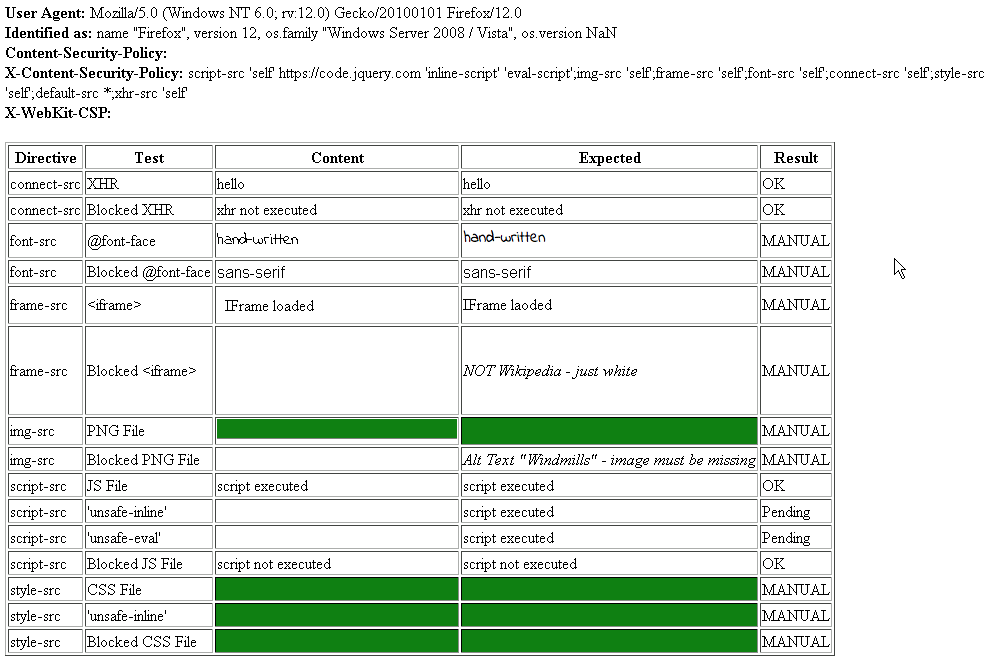 User Agent: Mozilla/5.0 (Windows NT 6.0; rv:12.0) Gecko/20100101 Firefox/12.0
Identified as: name "Firefox", version 12, os.family "Windows Server 2008 / Vista", os.version NaN
Content-Security-Policy:
X-Content-Security-Policy: script-src 'self' https://code.jquery.com 'inline-script' 'eval-script';img-src 'self';frame-src 'self';font-src 'self';connect-src 'self';style-src
'self';default-src *;xhr-src 'self'
X-WebKit-CSP:
Directive Test Content Expected Result
connect-src XHR hello hello OK
connect-src Blocked XHR xhr not executed xhr not executed OK
font-src @font-face hand-written hand-written MANUAL
font-src Blocked @font-face sans-serif sans-serif MANUAL
frame-src <iframe> IFrame loaded IFrame laoded MANUAL
frame-src Blocked <iframe> NOT Wikipedia - just white MANUAL
img-src PNG File MANUAL
img-src Blocked PNG File Alt Text "Windmills" - image must be missing MANUAL
script-src JS File script executed script executed OK
script-src 'unsafe-inline' script executed Pending
script-src 'unsafe-eval' script executed Pending
script-src Blocked JS File script not executed script not executed OK
style-src CSS File MANUAL
style-src 'unsafe-inline' MANUAL
style-src Blocked CSS File MANUAL